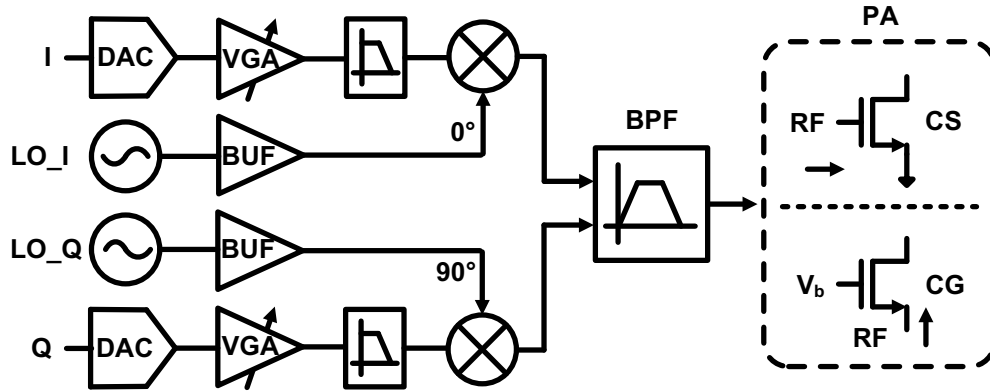 PA
I
DAC
VGA
BPF
RF
CS
0°
LO_I
BUF
LO_Q
BUF
90°
V_b
CG
RF
Q
DAC
VGA